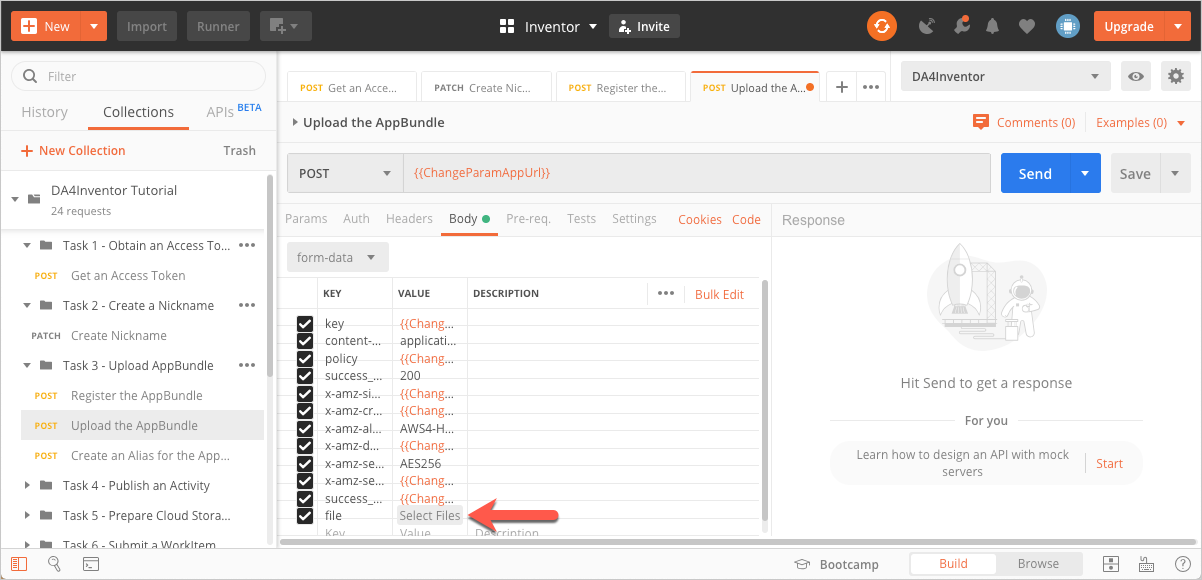 New
Import
Runner
Inventor
Invite
Upgrade
Filter
History
Collections
APIs BETA
New Collection
Trash
DA4Inventor Tutorial
24 requests
Task 1 - Obtain an Access To...
POST Get an Access Token
Task 2 - Create a Nickname
PATCH Create Nickname
Task 3 - Upload AppBundle
POST Register the AppBundle
POST Upload the AppBundle
POST Create an Alias for the App...
Task 4 - Publish an Activity
Task 5 - Prepare Cloud Stora...
Task 6 - Submit a WorkItem
POST Get an Acce...
PATCH Create Nic...
POST Register the...
POST Upload the A...
DA4Inventor
Upload the AppBundle
Comments (0)
Examples (0)
POST
{{ChangeParamAppUrl}}
Send
Save
Params Auth Headers Body Pre-req. Tests Settings Cookies Code
Response
form-data
KEY VALUE DESCRIPTION Bulk Edit
key {{Chang...
content-... applicati...
policy {{Chang...
success_... 200
x-amz-si... {{Chang...
x-amz-cr... {{Chang...
x-amz-al... AWS4-H...
x-amz-d... {{Chang...
x-amz-se... AES256
x-amz-se... {{Chang...
success_... {{Chang...
file Select Files
Key Value Description
Hit Send to get a response
For you
Learn how to design an API with mock
servers
Start
Bootcamp
Build
Browse